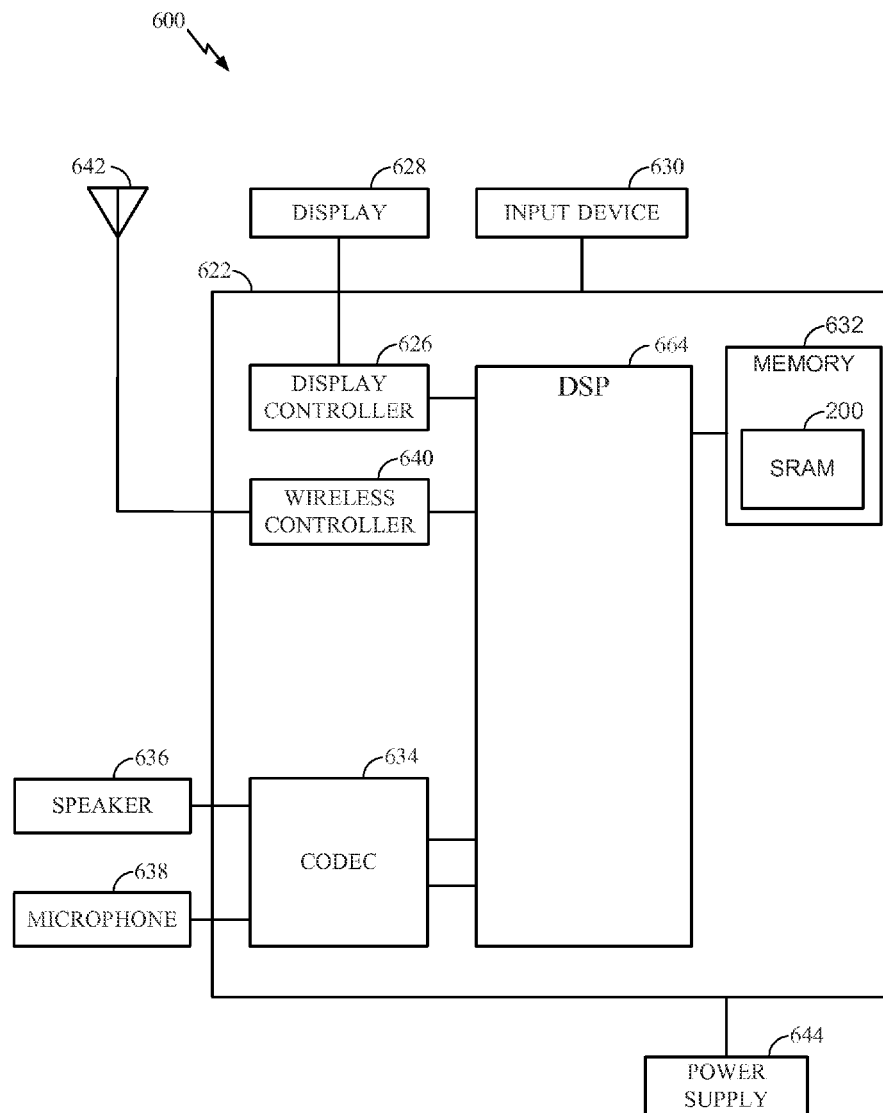 600
642
628
630
DISPLAY
INPUT DEVICE
622
626
664
632
DISPLAY
CONTROLLER
DSP
MEMORY
200
SRAM
640
WIRELESS
CONTROLLER
636
634
SPEAKER
CODEC
638
MICROPHONE
644
POWER
SUPPLY